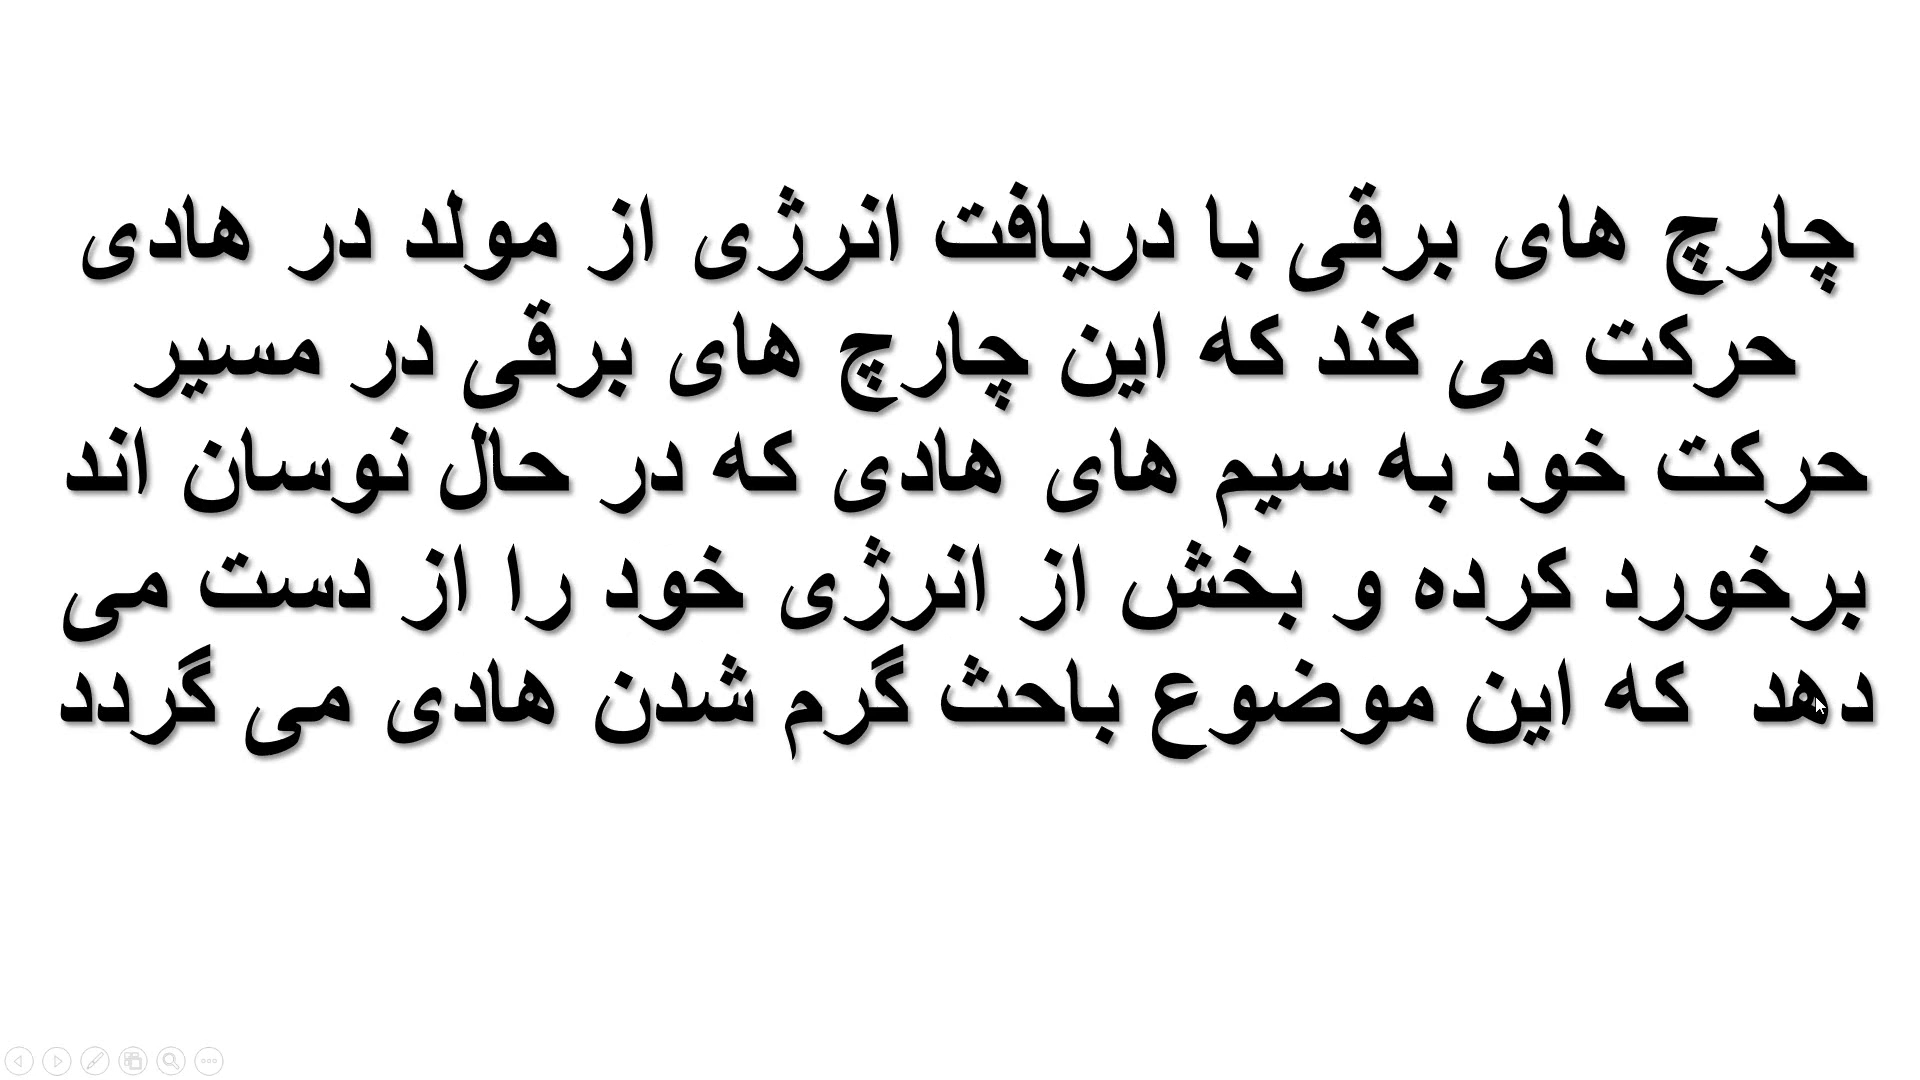 چارچ های برقی با دریافت انرژی از مولد در هادی
حرکت می کند که این چارچ های برقی در مسیر
حرکت خود به سیم های هادی که در حال نوسان اند
برخورد کرده و بخش از انرژی خود را از دست می
دهد که این موضوع باحث گرم شدن هادی می گردد